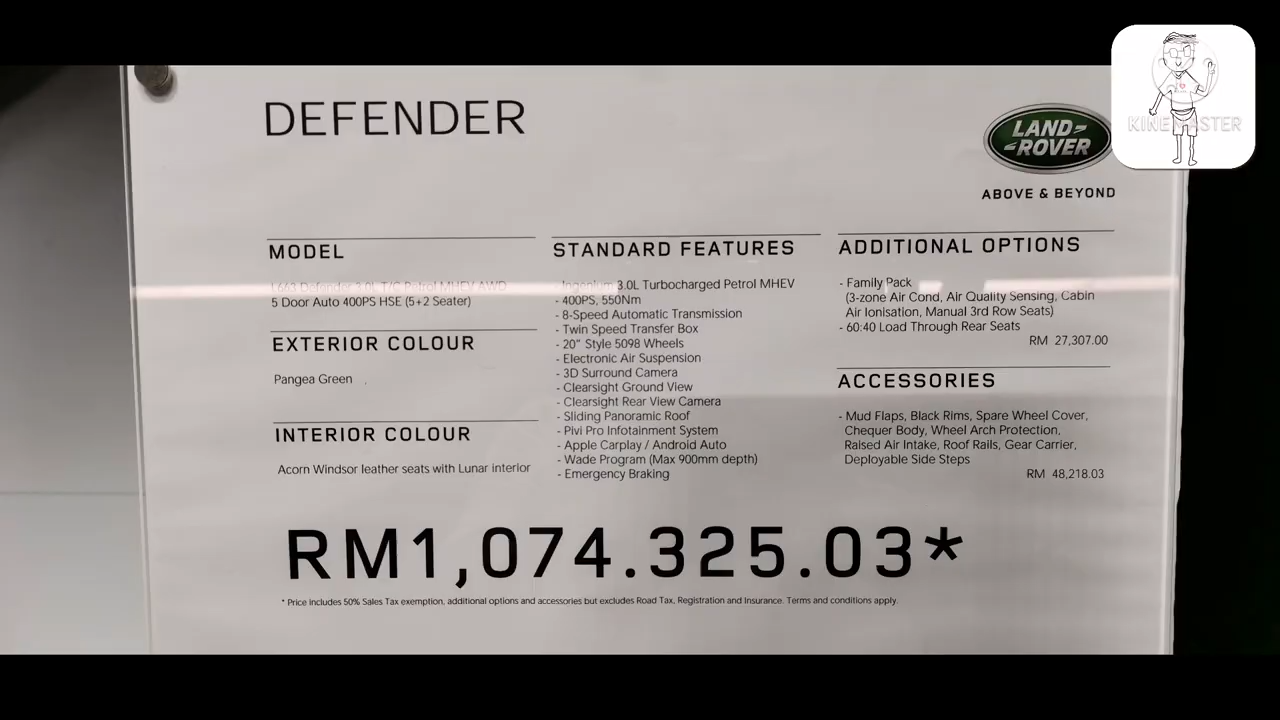 DEFENDER
LAND-
-ROVER
ABOVE & BEYOND
KINEMASTER
MODEL
Defender 3.0L T/C Petrol MHEV AWD
5 Door Auto 400PS HSE (5+2 Seater)
EXTERIOR COLOUR
Pangea Green
INTERIOR COLOUR
Acorn Windsor leather seats with Lunar interior
STANDARD FEATURES
- Ingenium 3.0L Turbocharged Petrol MHEV
- 400PS, 550Nm
- 8-Speed Automatic Transmission
- Twin Speed Transfer Box
- 20" Style 5098 Wheels
- Electronic Air Suspension
- 3D Surround Camera
- Clearsight Ground View
- Clearsight Rear View Camera
- Sliding Panoramic Roof
- Pivi Pro Infotainment System
- Apple Carplay / Android Auto
- Wade Program (Max 900mm depth)
- Emergency Braking
ADDITIONAL OPTIONS
- Family Pack
(3-zone Air Cond, Air Quality Sensing, Cabin
Air Ionisation, Manual 3rd Row Seats)
- 60:40 Load Through Rear Seats
RM 27,307.00
ACCESSORIES
- Mud Flaps, Black Rims, Spare Wheel Cover,
Chequer Body, Wheel Arch Protection,
Raised Air Intake, Roof Rails, Gear Carrier,
Deployable Side Steps
RM 48,218.03
RM1,074.325.03*
* Price includes 50% Sales Tax exemption, additional options and accessories but excludes Road Tax, Registration and Insurance. Terms and conditions apply.